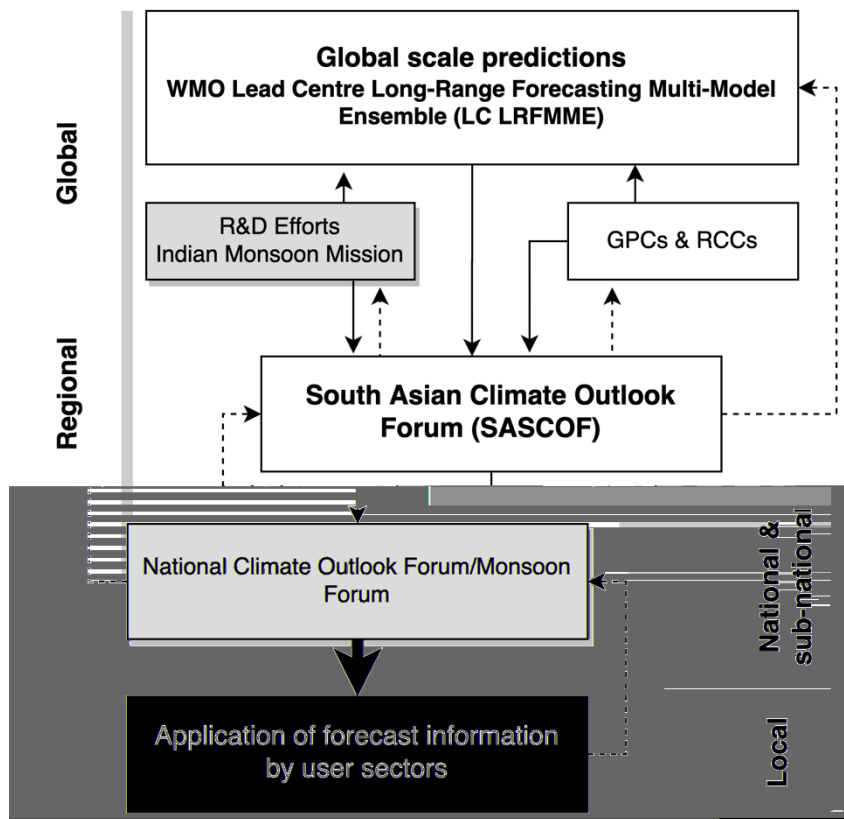 Global scale predictions
WMO Lead Centre Long-Range Forecasting Multi-Model
Ensemble (LC LRFMME)
Global
R&D Efforts
Indian Monsoon Mission
GPCs & RCCs
Regional
South Asian Climate Outlook
Forum (SASCOF)
National Climate Outlook Forum/Monsoon
Forum
National &
sub-national
Application of forecast information
by user sectors
Local